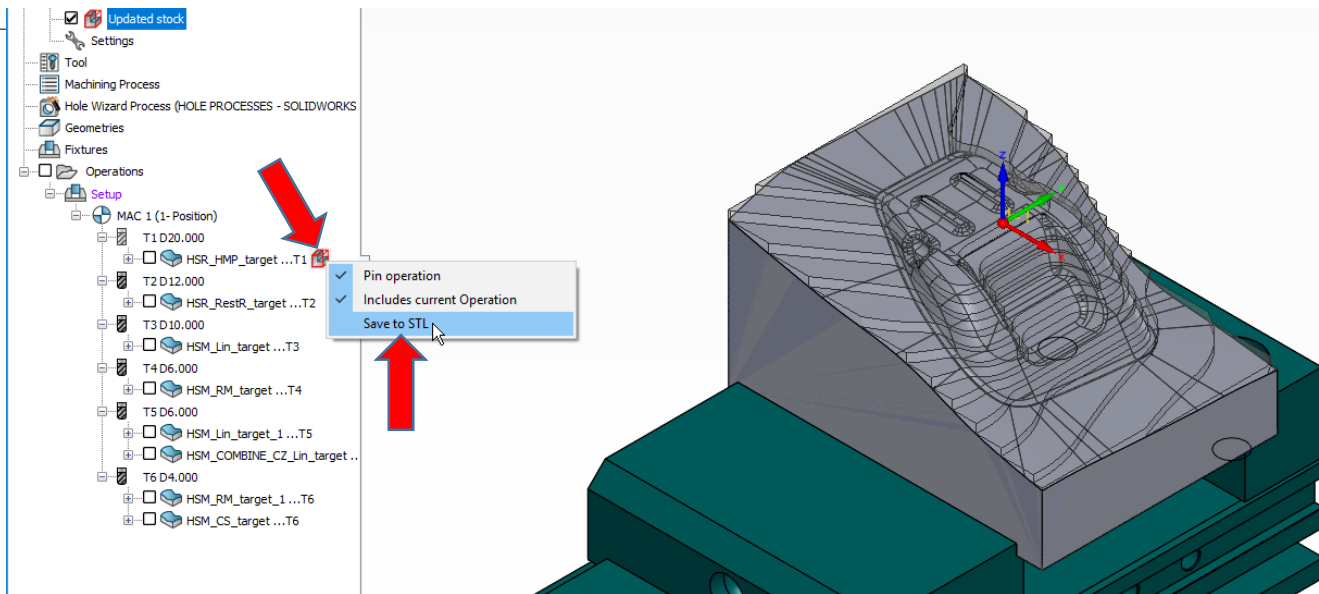 Updated stock
Settings
Tool
Machining Process
Hole Wizard Process (HOLE PROCESSES - SOLIDWORKS
Geometries
Fixtures
Operations
Setup
MAC 1 (1- Position)
T1 D20.000
HSR_HMP_target ...T1
Pin operation
T2 D12.000
Includes current Operation
HSR_RestR_target ...T2
Save to STL
T3 D10.000
HSM_Lin_target ...T3
T4 D6.000
HSM_RM_target ...T4
T5 D6.000
HSM_Lin_target_1 ...T5
HSM_COMBINE_CZ_Lin_target ..
T6 D4.000
HSM_RM_target_1 ...T6
HSM_CS_target ...T6
Z
X